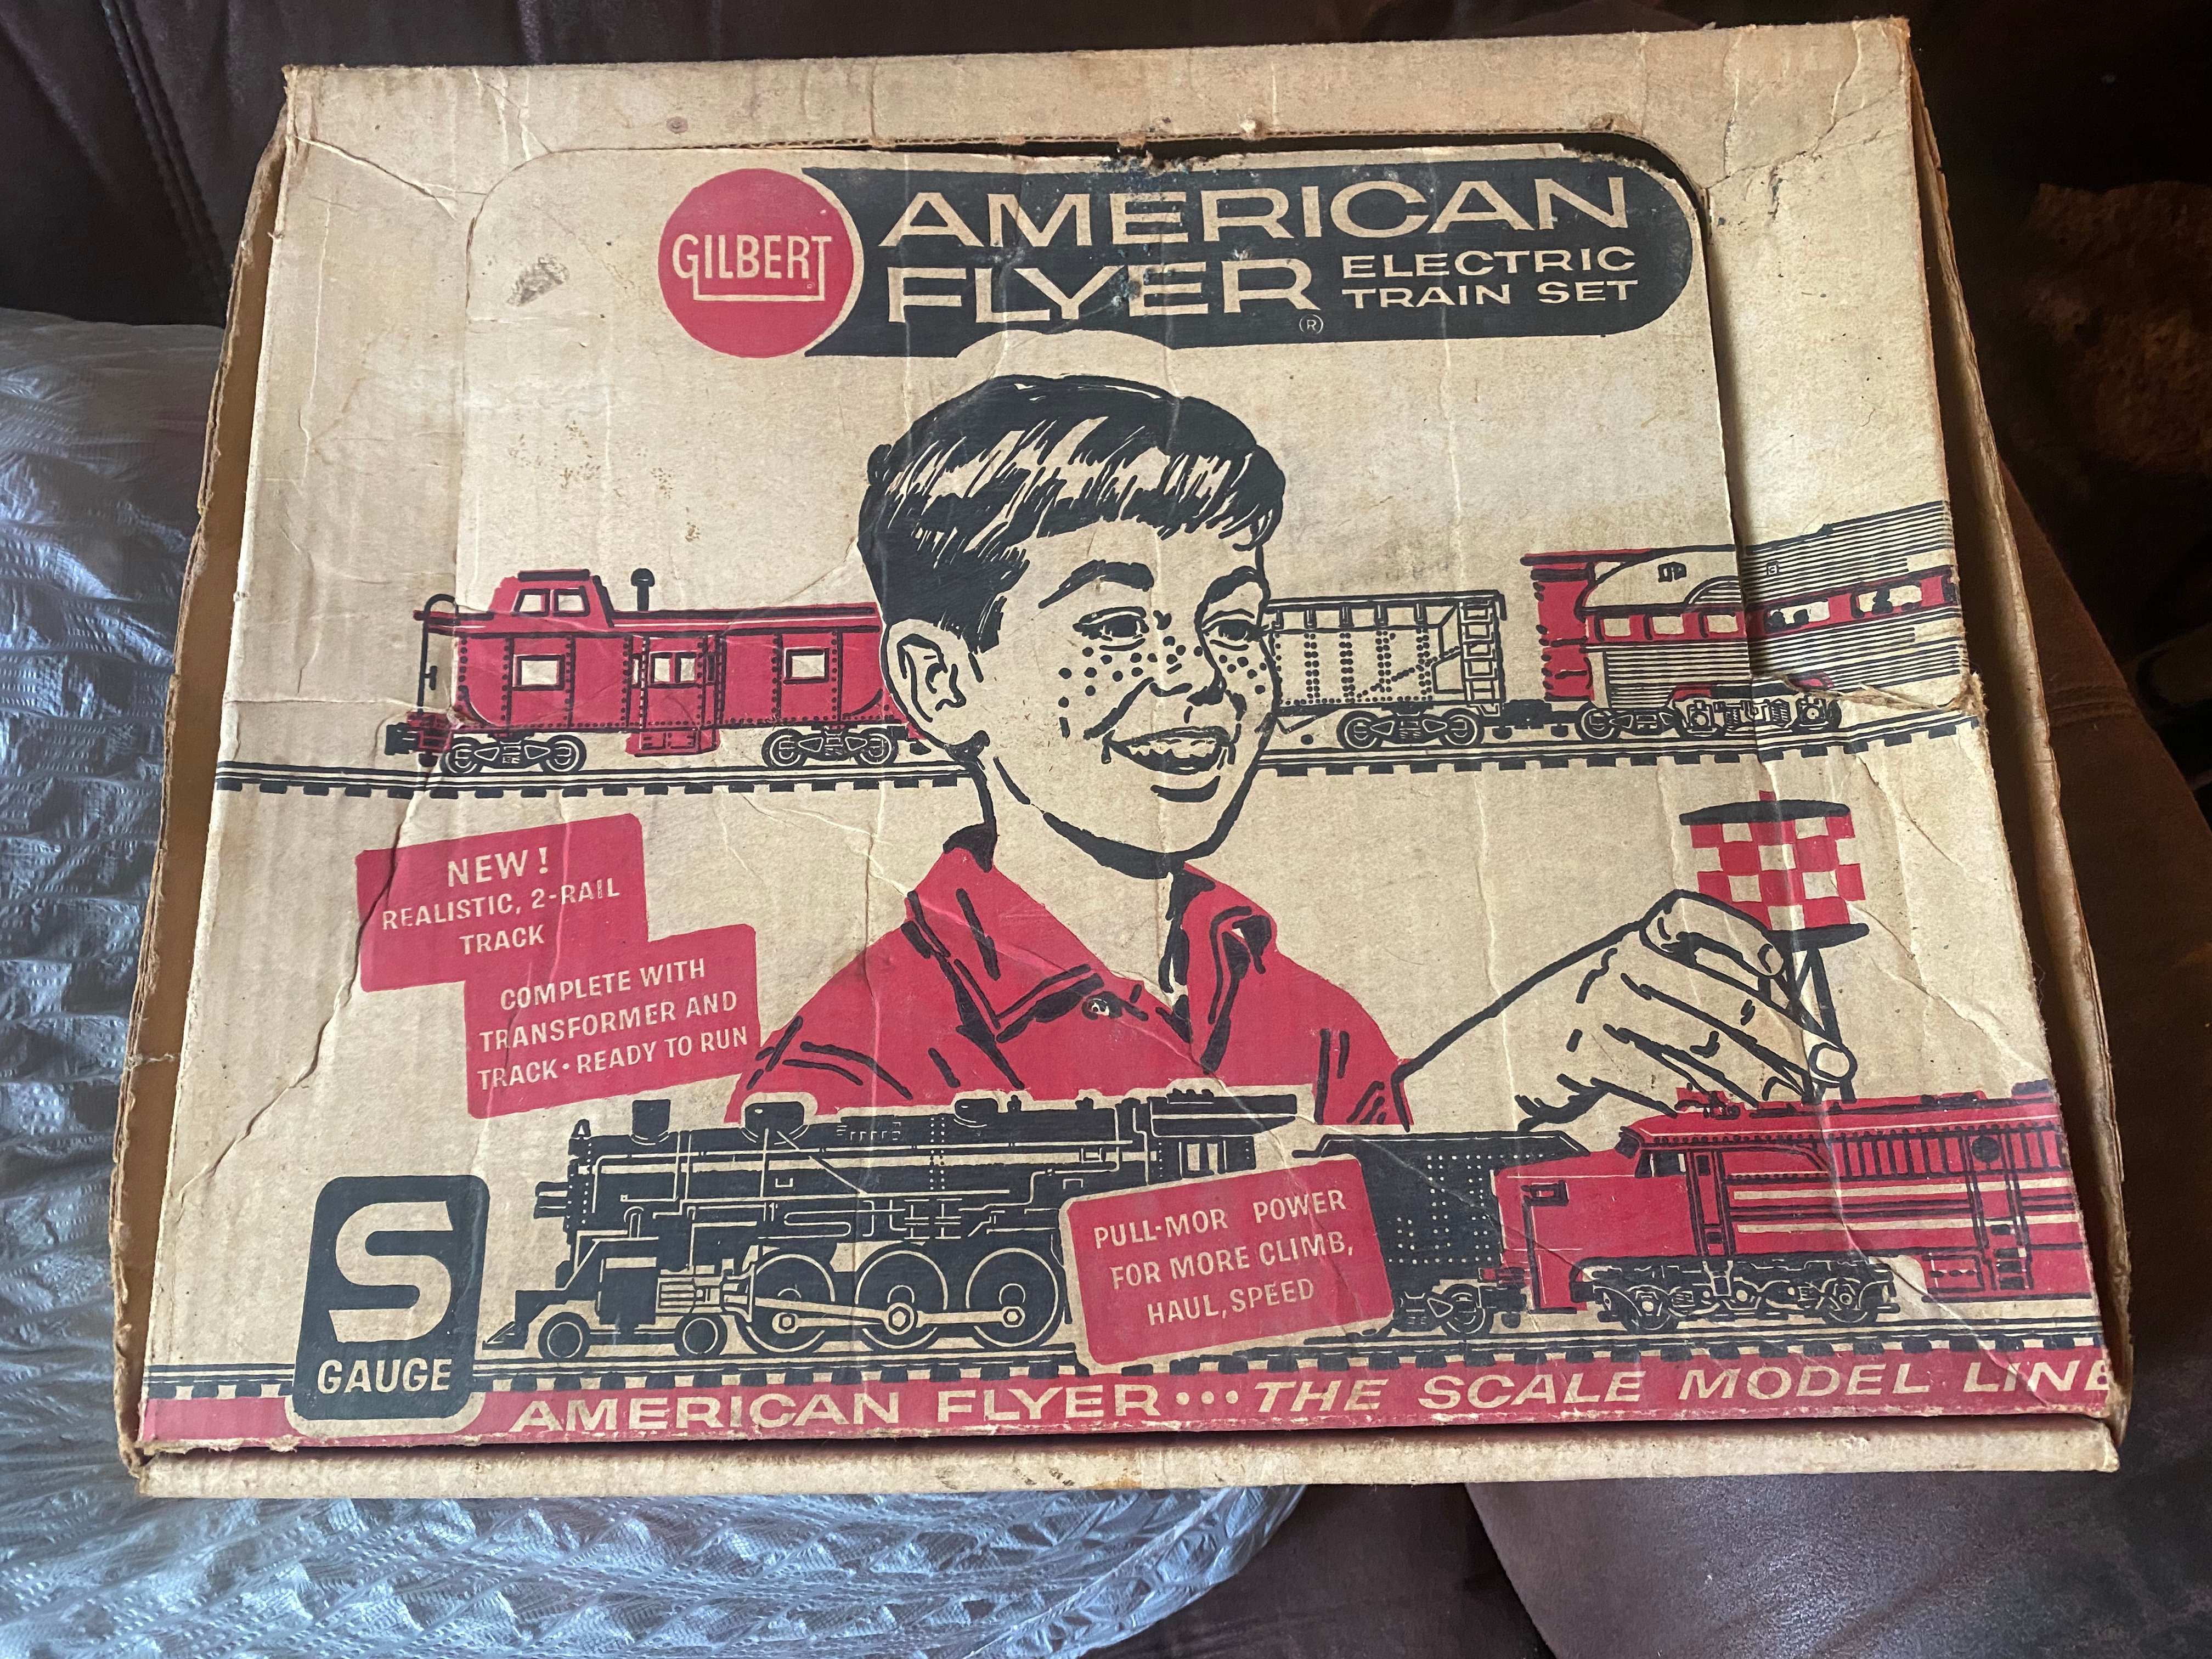 GILBERT
AMERICAN
FLYER ®
ELECTRIC
TRAIN SET
NEW!
REALISTIC, 2-RAIL
TRACK
COMPLETE WITH
TRANSFORMER AND
TRACK • READY TO RUN
PULL-MOR POWER
FOR MORE CLIMB,
HAUL, SPEED
S
GAUGE
AMERICAN FLYER • • • THE SCALE MODEL LINE